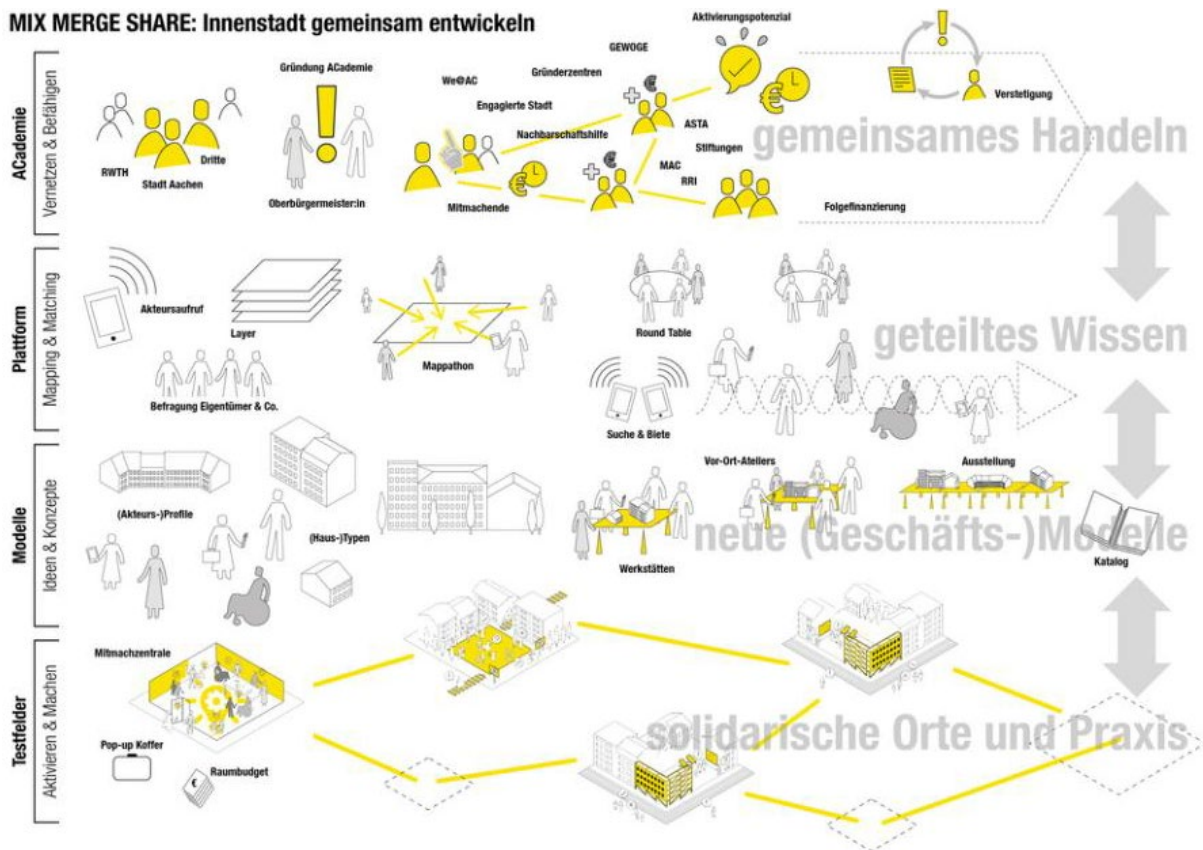 MIX MERGE SHARE: Innenstadt gemeinsam entwickeln
ACademie
Vernetzen & Befähigen
RWTH
Stadt Aachen
Dritte
Gründung ACademie
Oberbürgermeister:in
We@AC
Engagierte Stadt
Gründerzentren
GEWOGE
Nachbarschaftshilfe
Mitmachende
Aktivierungspotenzial
ASTA
Stiftungen
MAC
RRI
Folgefinanzierung
Verstetigung
gemeinsames Handeln
Plattform
Mapping & Matching
Akteursaufruf
Layer
Befragung Eigentümer & Co.
Mappathon
Round Table
Suche & Biete
geteiltes Wissen
Modelle
Ideen & Konzepte
(Akteurs-)Profile
(Haus-)Typen
Werkstätten
Vor-Ort-Ateliers
Ausstellung
Katalog
neue (Geschäfts-)Modelle
Testfelder
Aktivieren & Machen
Mitmachzentrale
Pop-up Koffer
Raumbudget
solidarische Orte und Praxis